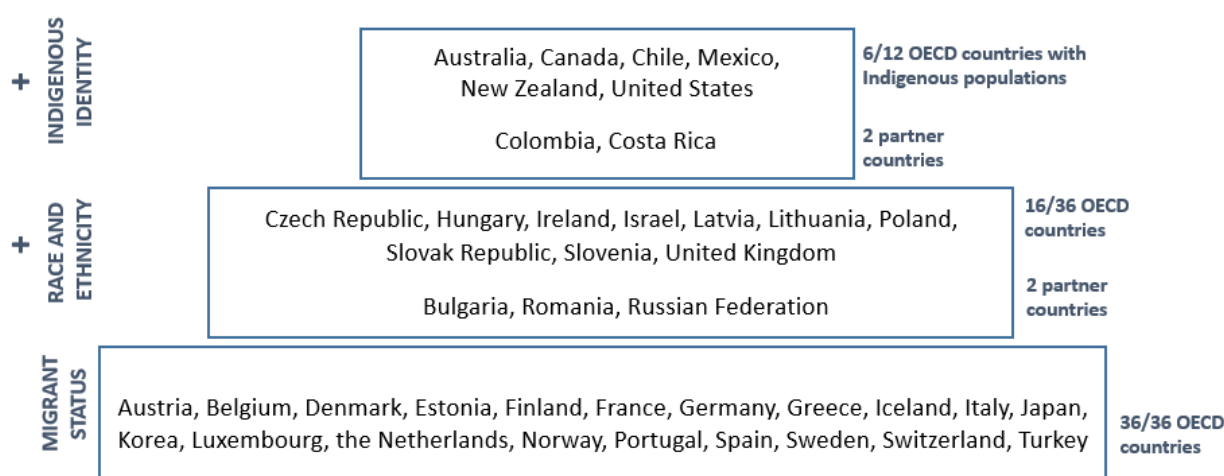 +
INDIGENOUS
IDENTITY
Australia, Canada, Chile, Mexico,
New Zealand, United States
Colombia, Costa Rica
6/12 OECD countries with
Indigenous populations
2 partner
countries
+
RACE AND
ETHNICITY
Czech Republic, Hungary, Ireland, Israel, Latvia, Lithuania, Poland,
Slovak Republic, Slovenia, United Kingdom
Bulgaria, Romania, Russian Federation
16/36 OECD
countries
2 partner
countries
MIGRANT
STATUS
Austria, Belgium, Denmark, Estonia, Finland, France, Germany, Greece, Iceland, Italy, Japan,
Korea, Luxembourg, the Netherlands, Norway, Portugal, Spain, Sweden, Switzerland, Turkey
36/36 OECD
countries